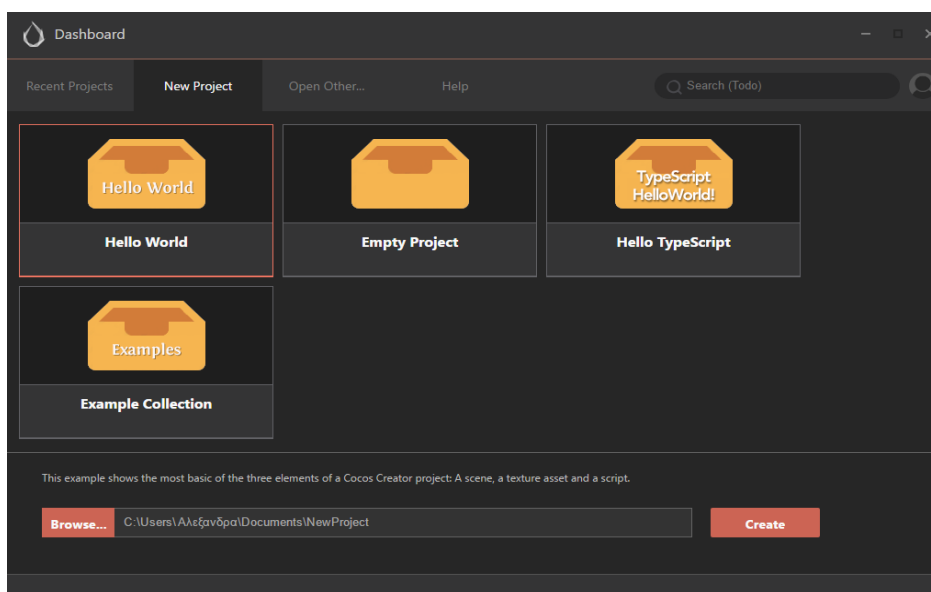 Dashboard
Recent Projects New Project Open Other... Help Search (Todo)
Hello World
TypeScript
HelloWorld!
Hello World Empty Project Hello TypeScript
Examples
Example Collection
This example shows the most basic of the three elements of a Cocos Creator project: A scene, a texture asset and a script.
Browse... C:\Users\Αλεξανδρα\Documents\NewProject Create